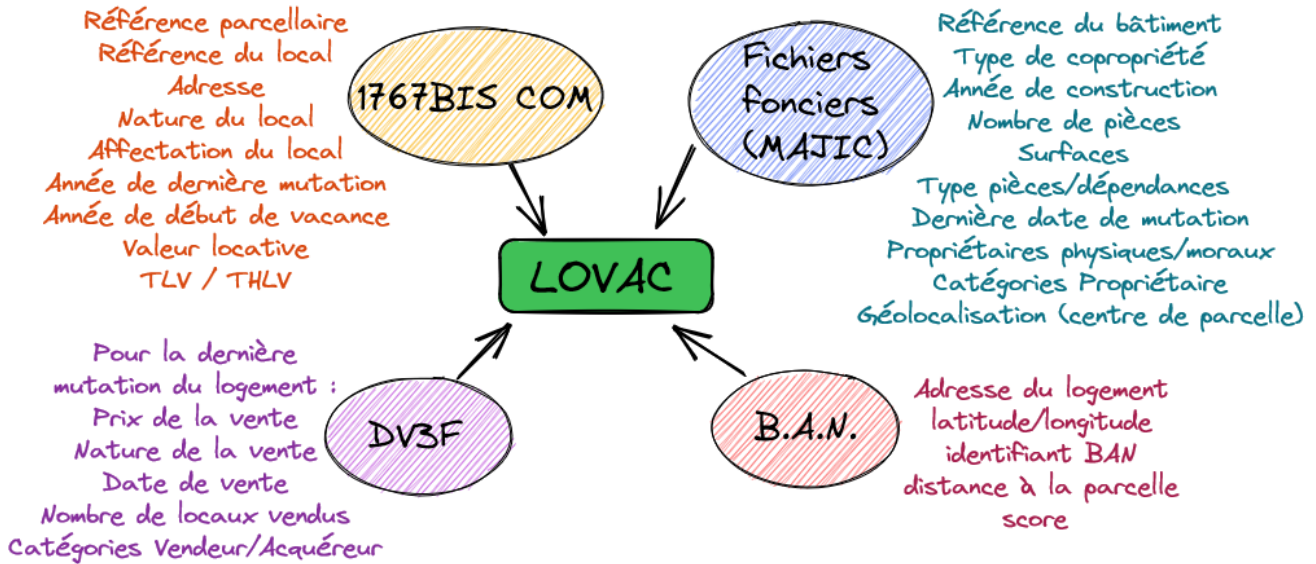 Référence parcellaire
Référence du local
Adresse
Nature du local
Affectation du local
Année de dernière mutation
Année de début de vacance
Valeur locative
TLV / THLV
1767BIS COM
Fichiers
fonciers
(MAJIC)
Référence du bâtiment
Type de copropriété
Année de construction
Nombre de pièces
Surfaces
Type pièces/dépendances
Dernière date de mutation
Propriétaires physiques/moraux
Catégories Propriétaire
Géolocalisation (centre de parcelle)
LOVAC
Pour la dernière
mutation du logement :
Prix de la vente
Nature de la vente
Date de vente
Nombre de locaux vendus
Catégories Vendeur/Acquéreur
DV3F
B.A.N.
Adresse du logement
latitude/longitude
identifiant BAN
distance à la parcelle
score